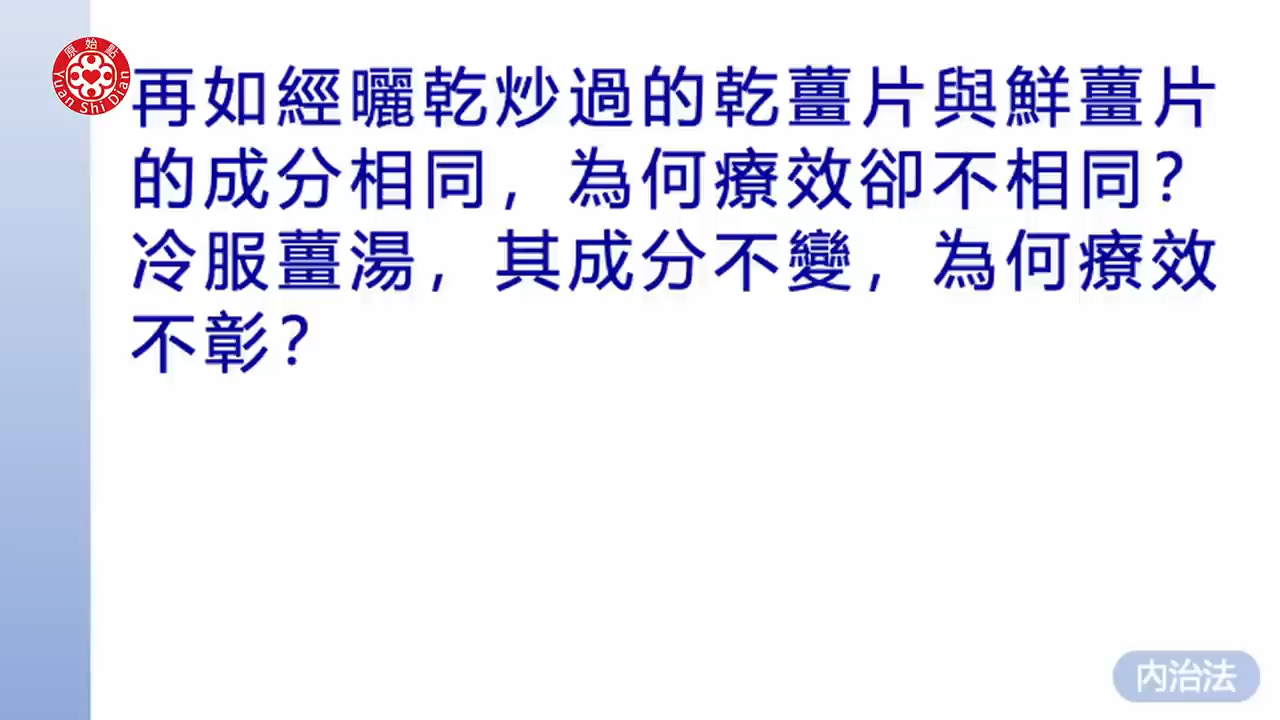 原始點
Yuan Shi Dian
再如經曬乾炒過的乾薑片與鮮薑片
的成分相同，為何療效卻不相同？
冷服薑湯，其成分不變，為何療效
不彰？
內治法